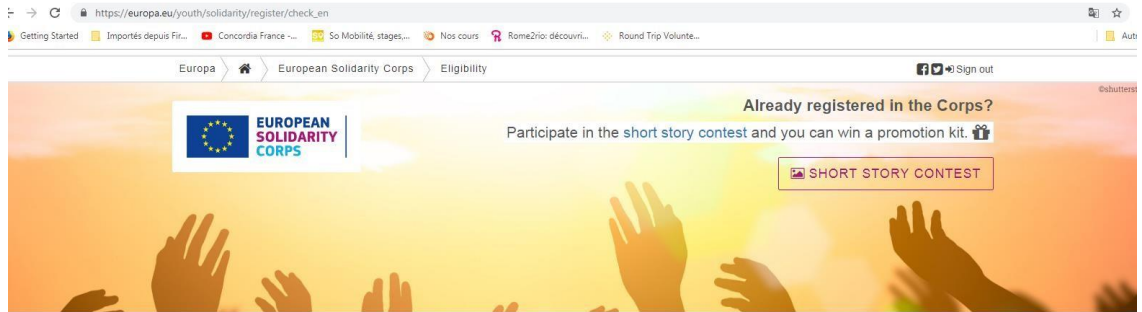 https://europa.eu/youth/solidarity/register/check_en
Getting Started Importés depuis Fir... Concordia France -... So Mobilité, stages,... Nos cours Rome2rio: découvri... Round Trip Volunte... Aut
Europa European Solidarity Corps Eligibility Sign out
©shutterst
Already registered in the Corps?
EUROPEAN
SOLIDARITY
CORPS
Participate in the short story contest and you can win a promotion kit.
SHORT STORY CONTEST